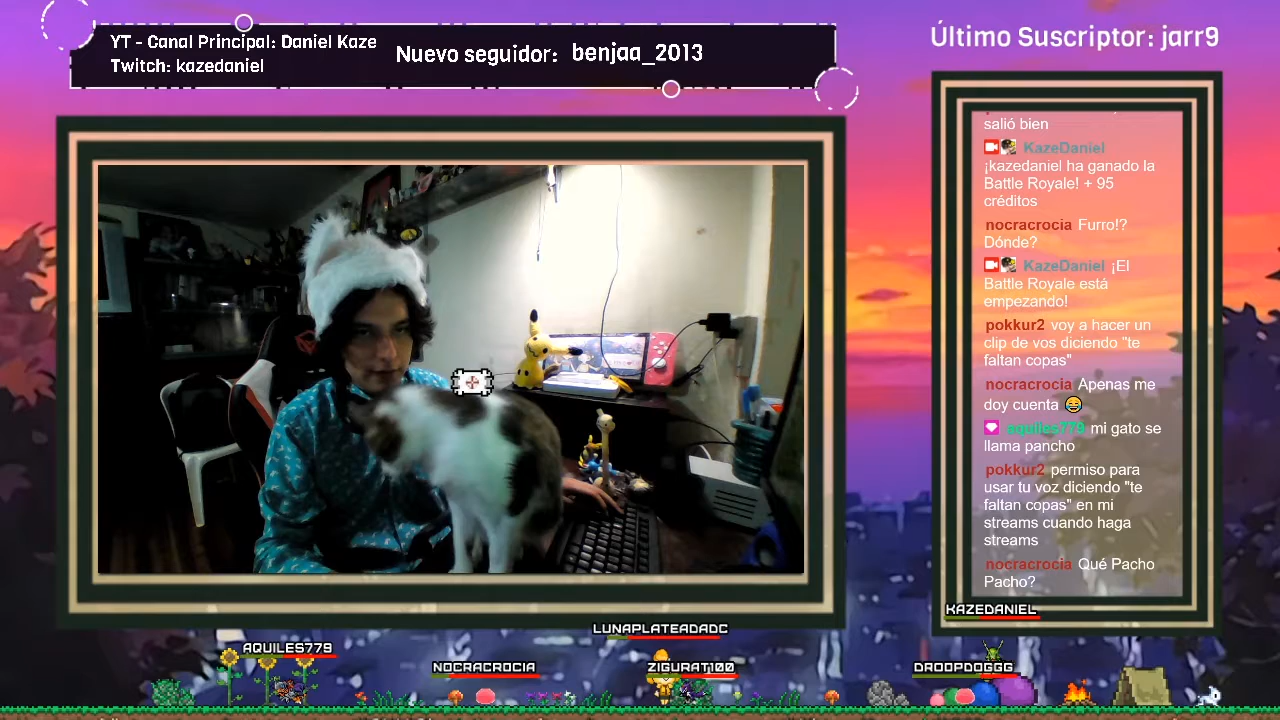 YT - Canal Principal: Daniel Kaze
Twitch: kazedaniel
Nuevo seguidor: benjaa_2013
Último Suscriptor: jarr9
salió bien
KazeDaniel
¡kazedaniel ha ganado la
Battle Royale! + 95
créditos
nocracrocia Furro!?
Dónde?
KazeDaniel ¡El
Battle Royale está
empezando!
pokkur2 voy a hacer un
clip de vos diciendo "te
faltan copas"
nocracrocia Apenas me
doy cuenta 😂
aquiles779 mi gato se
llama pancho
pokkur2 permiso para
usar tu voz diciendo "te
faltan copas" en mi
streams cuando haga
streams
nocracrocia Qué Pacho
Pacho?
KAZEDANIEL
LUNAPLATEADADC
AQUILES779
NOCRACROCIA
ZIGURAT100
DROOPDOGGG